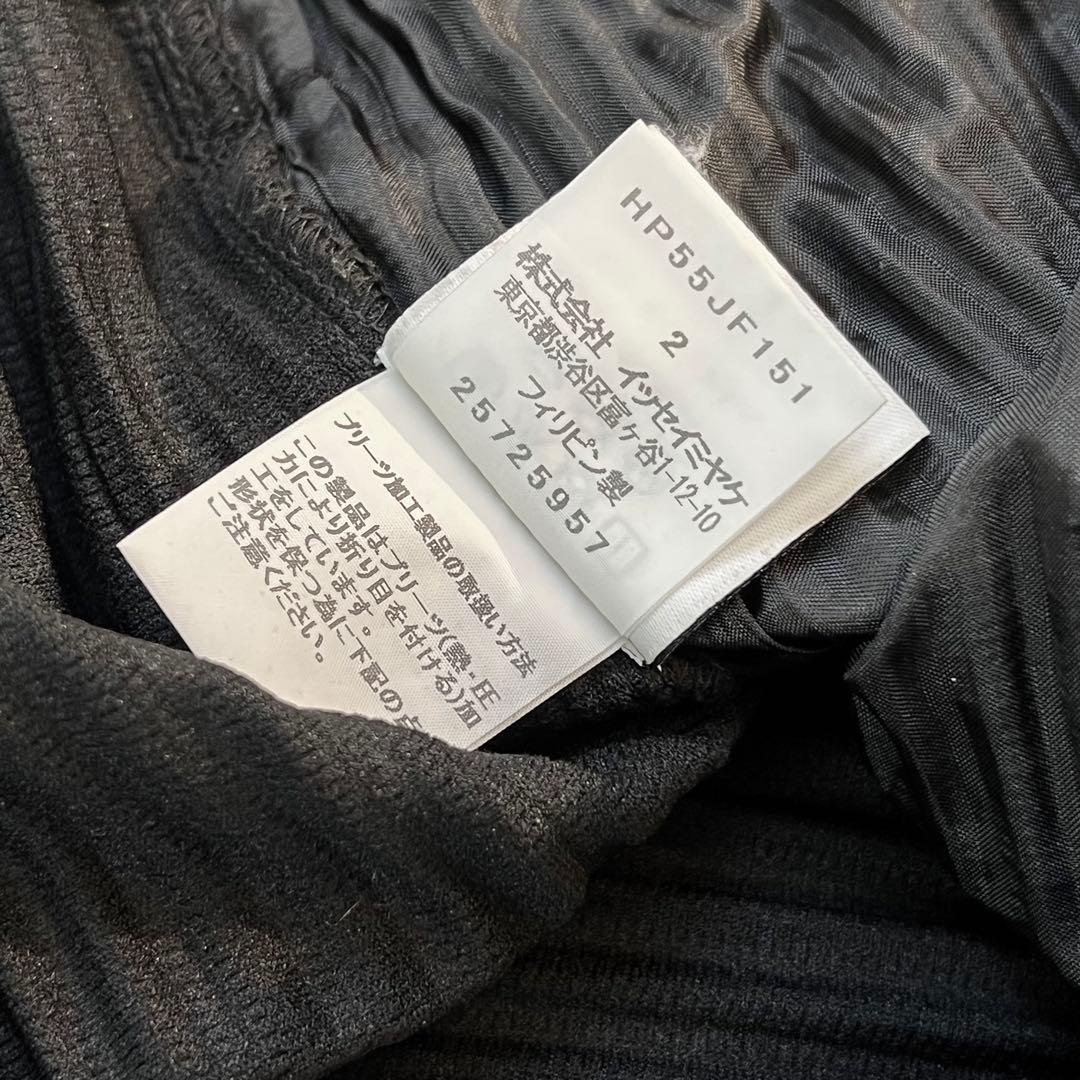 HP55JF151
2
株式会社 イッセイミヤケ
東京都渋谷区富ヶ谷1-12-10
フィリピン製
25725957
プリーツ加工製品の取扱い方法
この製品はプリーツ(熱·圧
力により折り目を付ける)加
工をしています。
形状を保つ為に下記の点
ご注意ください。